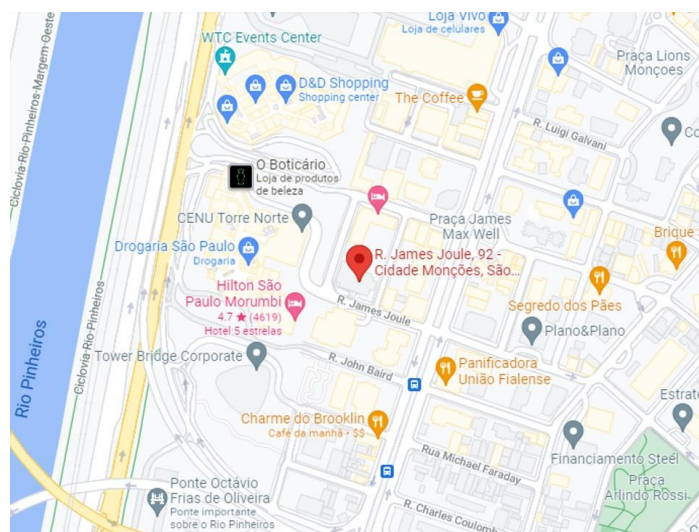 Ciclovia Rio Pinheiros-Margem Oeste
WTC Events Center
Loja Vivo
Loja de celulares
Praça Lions
Monçoes
D&D Shopping
Shopping center
The Coffee
R. Luigi Galvani
Co
O Boticário
Loja de produtos
de beleza
CENU Torre Norte
Praça James
Max Well
Drogaria São Paulo
Drogaria
R. James Joule, 92 -
Cidade Monções, São...
Brique S
Hilton São
Paulo Morumbi
4.7 ★ (4619)
Hotel 5 estrelas
Segredo dos Pães
R. James Joule
Plano&Plano
Rio Pinheiros
Ciclovia Rio Pinheiros
Tower Bridge Corporate
R. John Baird
Panificadora
União Fialense
Charme do Brooklin
Café da manhã · $$
Estrate
Financiamento Steel
Rua Michael Faraday
Praça
Arlindo Rossi
Ponte Octávio
Frias de Oliveira
Ponte importante
sobre o Rio Pinheiros
R. Charles Coulomb